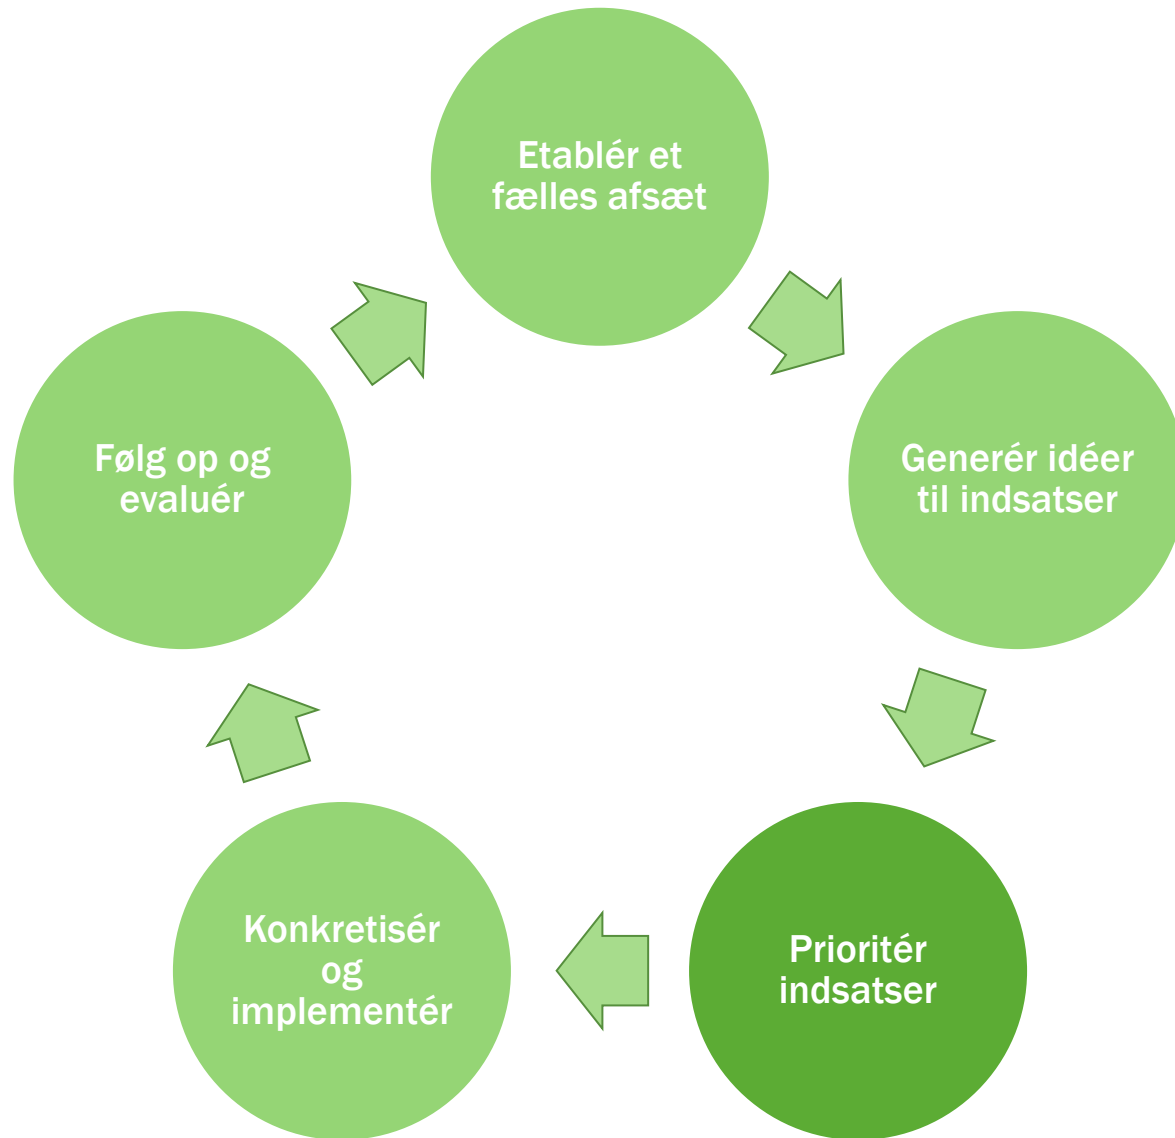 Etablér et
fælles afsæt
Generér idéer
til indsatser
Prioritér
indsatser
Konkretisér
og
implementér
Følg op og
evaluér